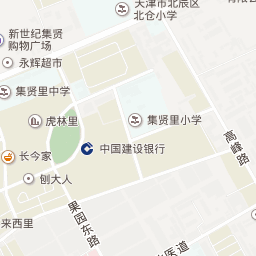 天津市北辰区
北仓小学
新世纪集贤
购物广场
永辉超市
集贤里中学
虎林里
集贤里小学
中国建设银行
高峰路
长今家
刨大人
来西里
果园东路
医道